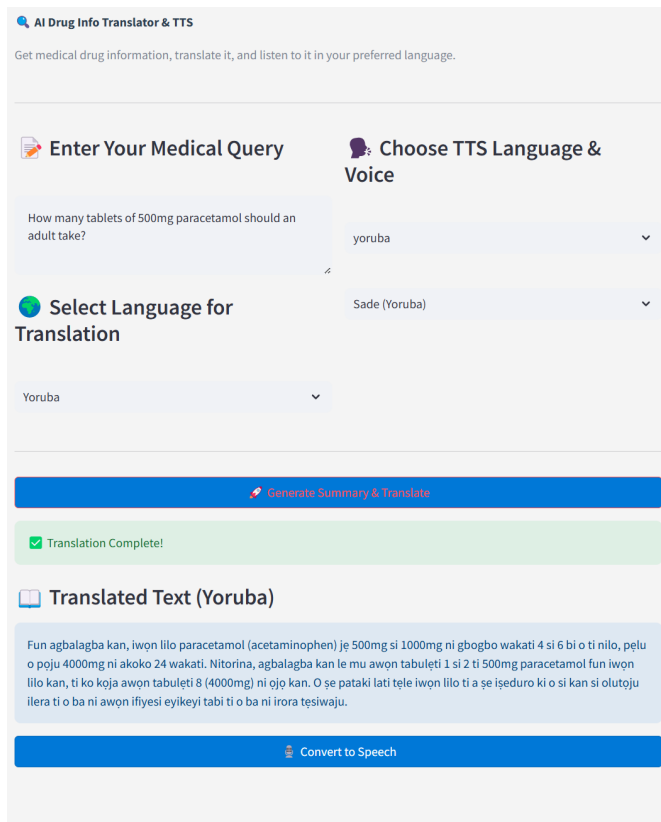 AI Drug Info Translator & TTS
Get medical drug information, translate it, and listen to it in your preferred language.
Enter Your Medical Query
How many tablets of 500mg paracetamol should an
adult take?
Select Language for
Translation
Yoruba
Choose TTS Language &
Voice
yoruba
Sade (Yoruba)
Generate Summary & Translate
Translation Complete!
Translated Text (Yoruba)
Fun agbalagba kan, iwọn lilo paracetamol (acetaminophen) jẹ 500mg si 1000mg ni gbogbo wakati 4 si 6 bi o ti nilo, pẹlu
o pọju 4000mg ni akoko 24 wakati. Nitorina, agbalagba kan le mu awọn tabulẹti 1 si 2 ti 500mg paracetamol fun iwọn
lilo kan, ti ko kọja awọn tabulẹti 8 (4000mg) ni ọjọ kan. O ṣe pataki lati tẹle iwọn lilo ti a ṣe iṣeduro ki o si kan si olutọju
ilera ti o ba ni awọn ifiyesi eyikeyi tabi ti o ba ni irora tẹsiwaju.
Convert to Speech